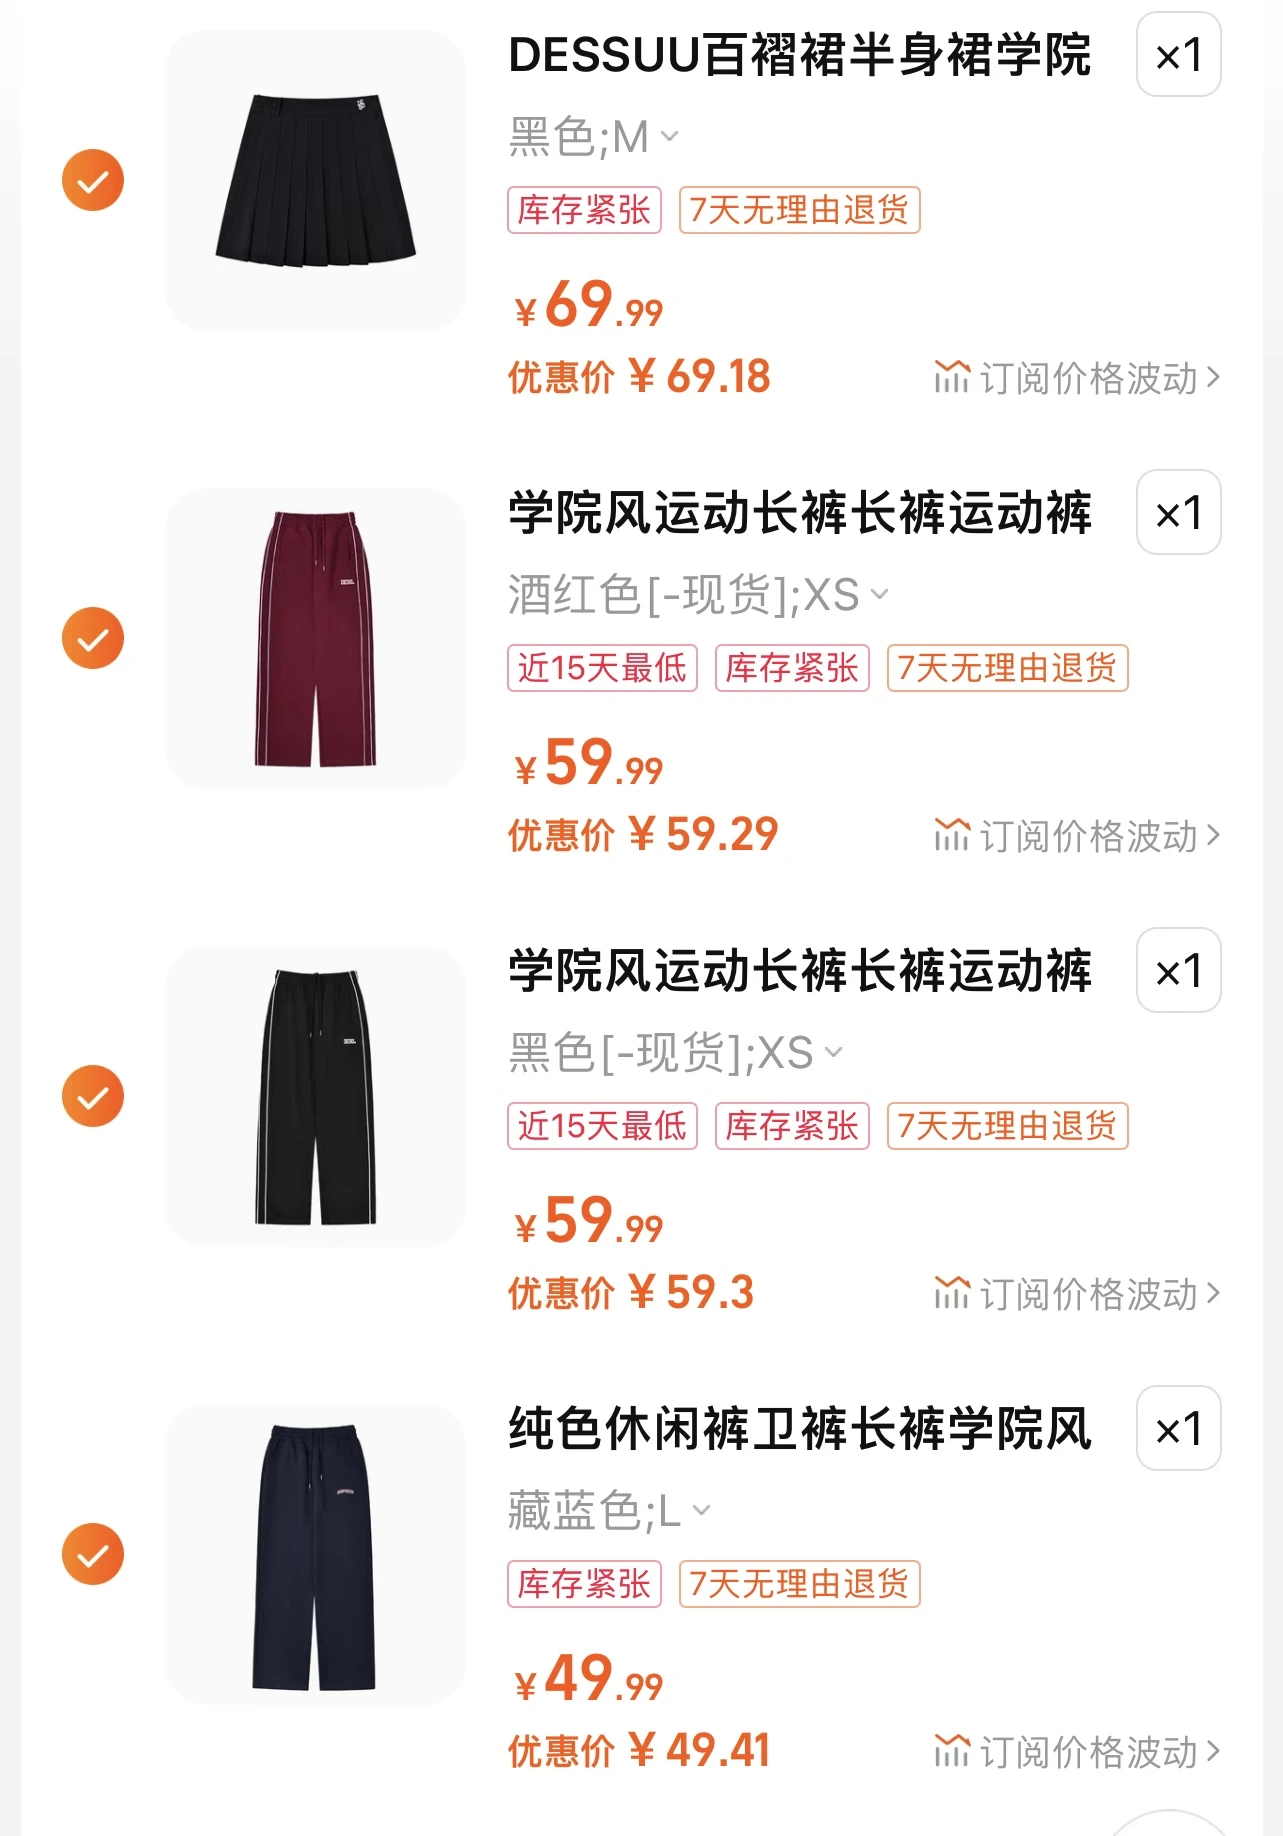 DESSUU百褶裙半身裙学院
×1
黑色;M
库存紧张 7天无理由退货
¥69.99
优惠价 ¥69.18 订阅价格波动
学院风运动长裤长裤运动裤
×1
酒红色[-现货];XS
近15天最低 库存紧张 7天无理由退货
¥59.99
优惠价 ¥59.29 订阅价格波动
学院风运动长裤长裤运动裤
×1
黑色[-现货];XS
近15天最低 库存紧张 7天无理由退货
¥59.99
优惠价 ¥59.3 订阅价格波动
纯色休闲裤卫裤长裤学院风
×1
藏蓝色;L
库存紧张 7天无理由退货
¥49.99
优惠价 ¥49.41 订阅价格波动